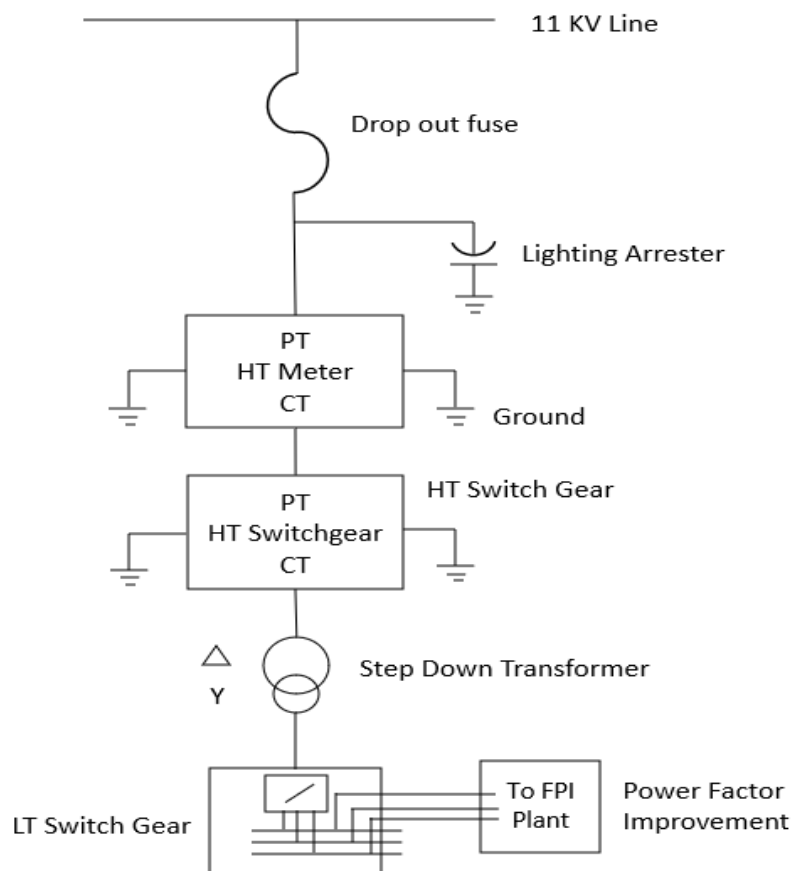 11 KV Line
Drop out fuse
Lighting Arrester
PT
HT Meter
CT
Ground
HT Switch Gear
PT
HT Switchgear
CT
Step Down Transformer
Y
LT Switch Gear
To FPI
Plant
Power Factor
Improvement